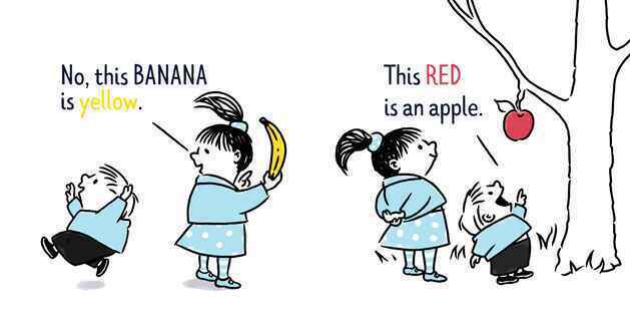 No, this BANANA
is yellow.
This RED
is an apple.